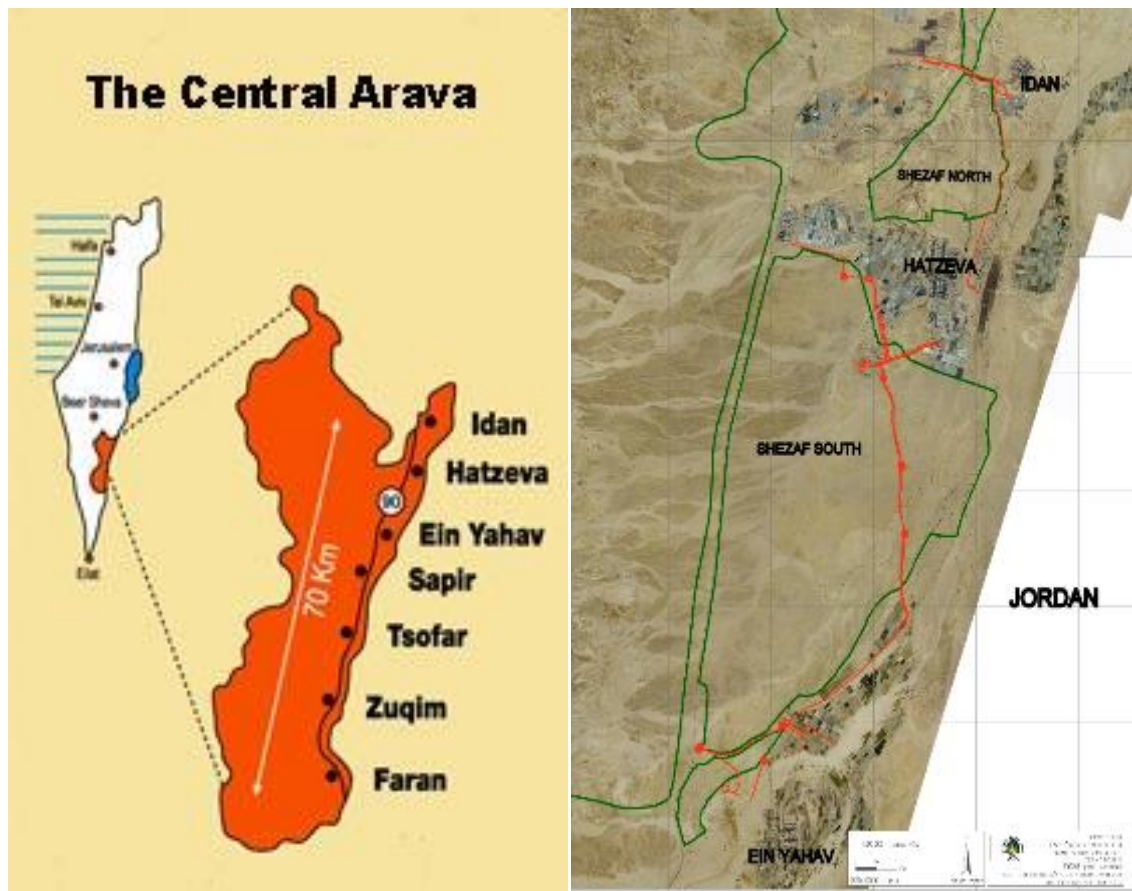 The Central Arava
Haifa
Tel Aviv
Jerusalem
Beer Sheva
Eilat
Idan
Hatzeva
90
Ein Yahav
Sapir
70 Km
Tsofar
Zuqim
Faran
IDAN
SHEZAF NORTH
HATZEVA
SHEZAF SOUTH
JORDAN
EIN YAHAV